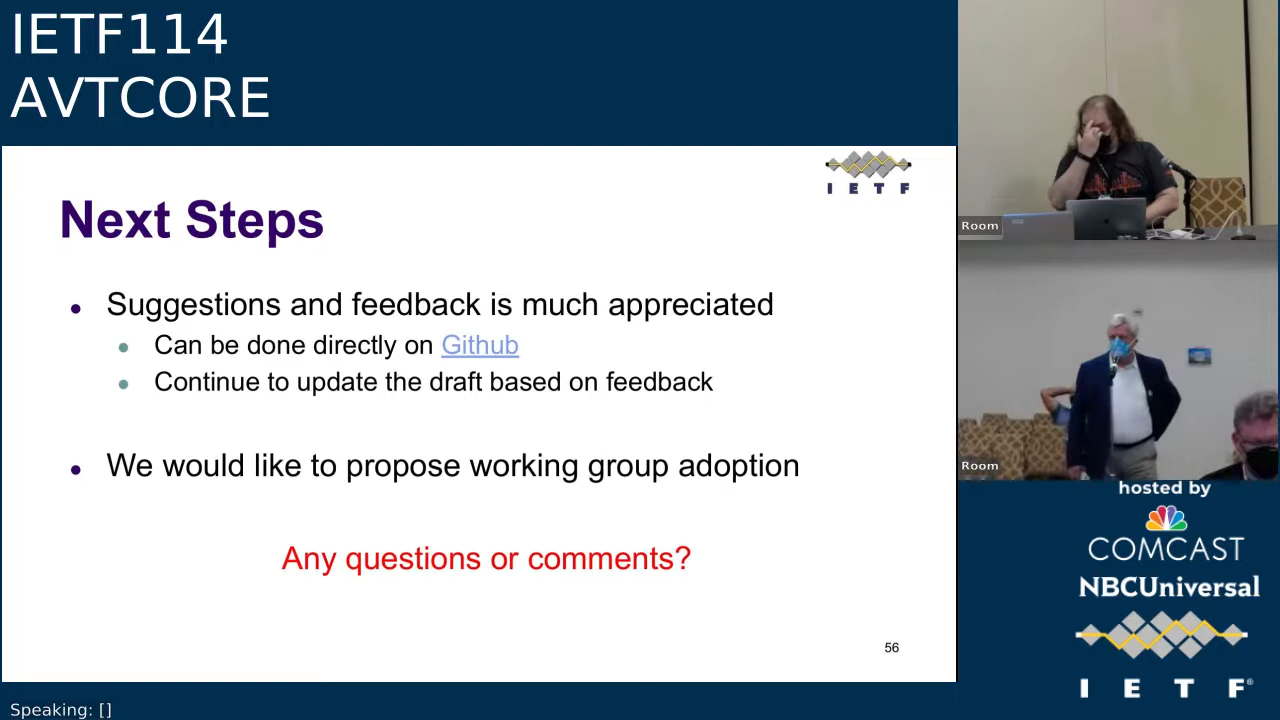 IETF114
AVTCORE
I E T F
Next Steps
Suggestions and feedback is much appreciated
Can be done directly on Github
Continue to update the draft based on feedback
We would like to propose working group adoption
Any questions or comments?
56
Room
Room
hosted by
COMCAST
NBCUniversal
I E T F®
Speaking: []